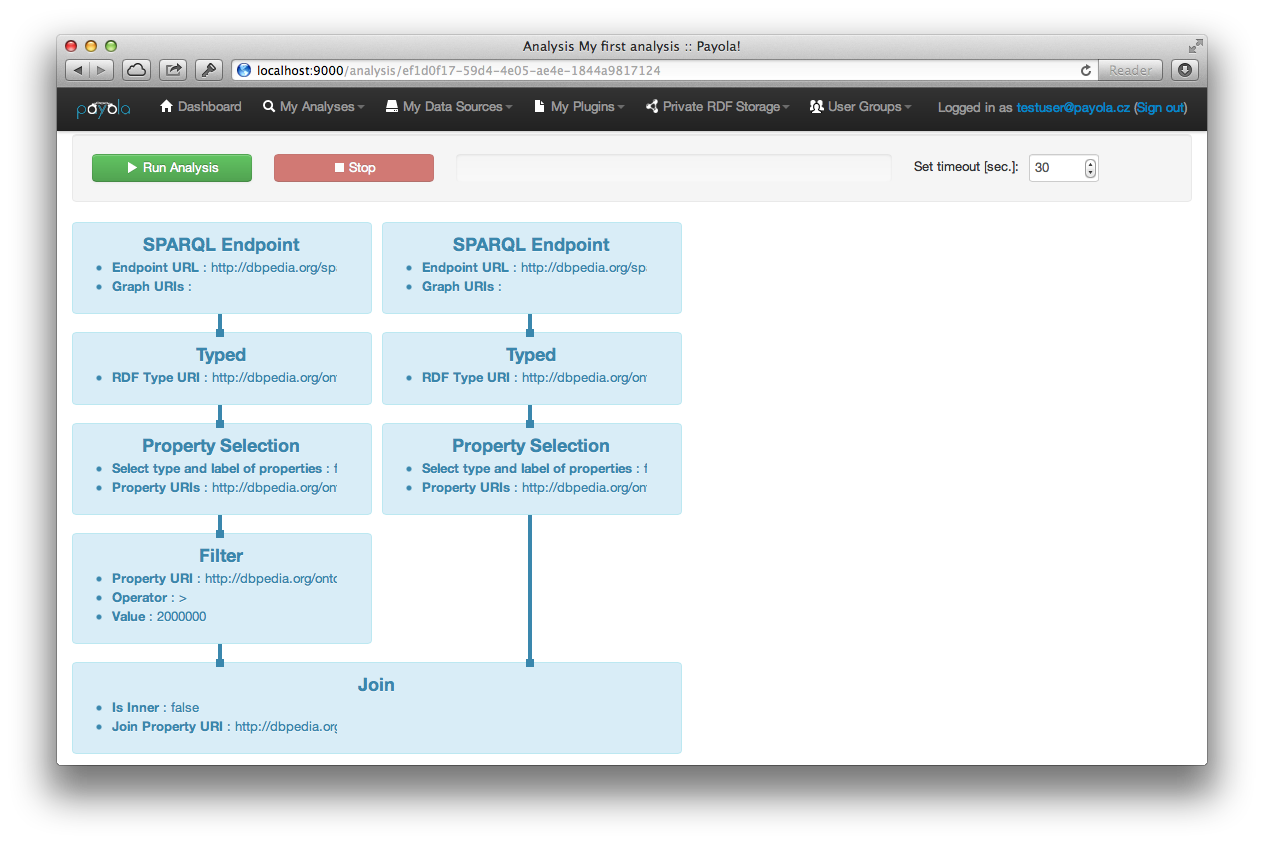 Analysis My first analysis :: Payola!
localhost:9000/analysis/ef1d0f17-59d4-4e05-ae4e-1844a9817124
Reader
payola Dashboard My Analyses My Data Sources My Plugins Private RDF Storage User Groups Logged in as testuser@payola.cz (Sign out)
Run Analysis Stop Set timeout [sec.]: 30
SPARQL Endpoint
Endpoint URL : http://dbpedia.org/sp
Graph URIs :
SPARQL Endpoint
Endpoint URL : http://dbpedia.org/sp
Graph URIs :
Typed
RDF Type URI : http://dbpedia.org/on
Typed
RDF Type URI : http://dbpedia.org/on
Property Selection
Select type and label of properties : f
Property URIs : http://dbpedia.org/on
Property Selection
Select type and label of properties : f
Property URIs : http://dbpedia.org/on
Filter
Property URI : http://dbpedia.org/onto
Operator : >
Value : 2000000
Join
Is Inner : false
Join Property URI : http://dbpedia.org